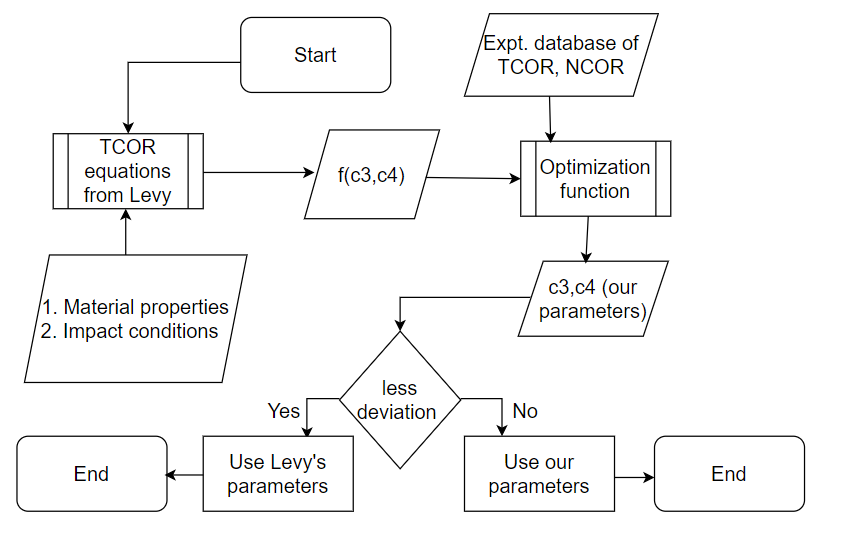 Start
Expt. database of
TCOR, NCOR
TCOR
equations
from Levy
f(c3,c4)
Optimization
function
1. Material properties
2. Impact conditions
c3,c4 (our
parameters)
less
deviation
Yes
No
End
Use Levy's
parameters
Use our
parameters
End